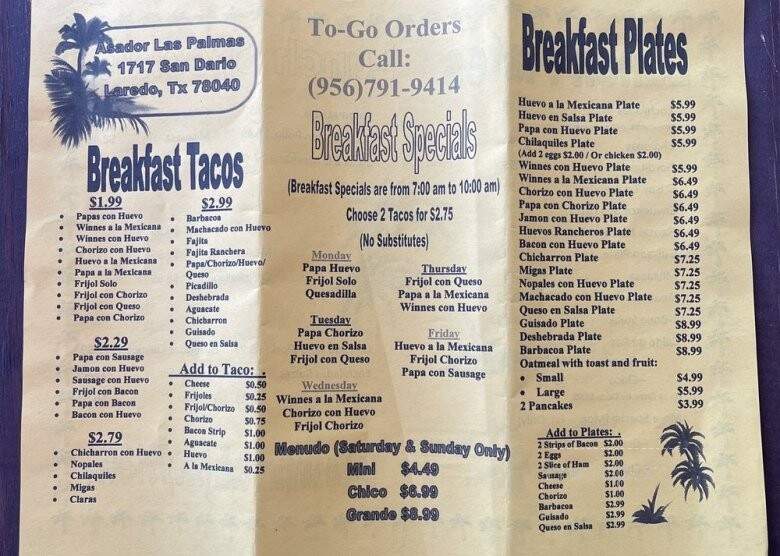 Asador Las Palmas
1717 San Dario
Laredo, Tx 78040
Breakfast Tacos
$1.99
Papas con Huevo
Winnes a la Mexicana
Winnes con Huevo
Chorizo con Huevo
Huevo a la Mexicana
Papa a la Mexicana
Frijol Solo
Frijol con Chorizo
Frijol con Queso
Papa con Chorizo
$2.29
Papa con Sausage
Jamon con Huevo
Sausage con Huevo
Frijol con Bacon
Papa con Bacon
Bacon con Huevo
$2.79
Chicharron con Huevo
Nopales
Chilaquiles
Migas
Claras
$2.99
Barbacoa
Machacado con Huevo
Fajita
Fajita Ranchera
Papa/Chorizo/Huevo/
Queso
Picadillo
Deshebrada
Aguacate
Chicharron
Guisado
Queso en Salsa
Add to Taco: .
Cheese $0.50
Frijoles $0.25
Frijol/Chorizo $0.50
Chorizo $0.75
Bacon Strip $1.00
Aguacate $1.00
Huevo $1.00
A la Mexicana $0.25
To-Go Orders
Call:
(956)791-9414
Breakfast Specials
(Breakfast Specials are from 7:00 am to 10:00 am)
Choose 2 Tacos for $2.75
(No Substitutes)
Monday
Papa Huevo
Frijol Solo
Quesadilla
Tuesday
Papa Chorizo
Huevo en Salsa
Frijol con Queso
Wednesday
Winnes a la Mexicana
Chorizo con Huevo
Frijol Chorizo
Thursday
Frijol con Queso
Papa a la Mexicana
Winnes con Huevo
Friday
Huevo a la Mexicana
Frijol Chorizo
Papa con Sausage
Menudo (Saturday & Sunday Only)
Mini $4.49
Chico $6.99
Grande $8.99
Breakfast Plates
Huevo a la Mexicana Plate $5.99
Huevo en Salsa Plate $5.99
Papa con Huevo Plate $5.99
Chilaquiles Plate $5.99
(Add 2 eggs $2.00 / Or chicken $2.00)
Winnes con Huevo Plate $5.99
Winnes a la Mexicana Plate $6.49
Chorizo con Huevo Plate $6.49
Papa con Chorizo Plate $6.49
Jamon con Huevo Plate $6.49
Huevos Rancheros Plate $6.49
Bacon con Huevo Plate $6.49
Chicharron Plate $7.25
Migas Plate $7.25
Nopales con Huevo Plate $7.25
Machacado con Huevo Plate $7.25
Queso en Salsa Plate $7.25
Guisado Plate $8.99
Deshebrada Plate $8.99
Barbacoa Plate $8.99
Oatmeal with toast and fruit:
Small $4.99
Large $5.99
2 Pancakes $3.99
Add to Plates: .
2 Strips of Bacon $2.00
2 Eggs $2.00
2 Slice of Ham $2.00
Sausage $2.00
Cheese $1.00
Chorizo $1.00
Barbacoa $2.99
Guisado $2.99
Queso en Salsa $2.99